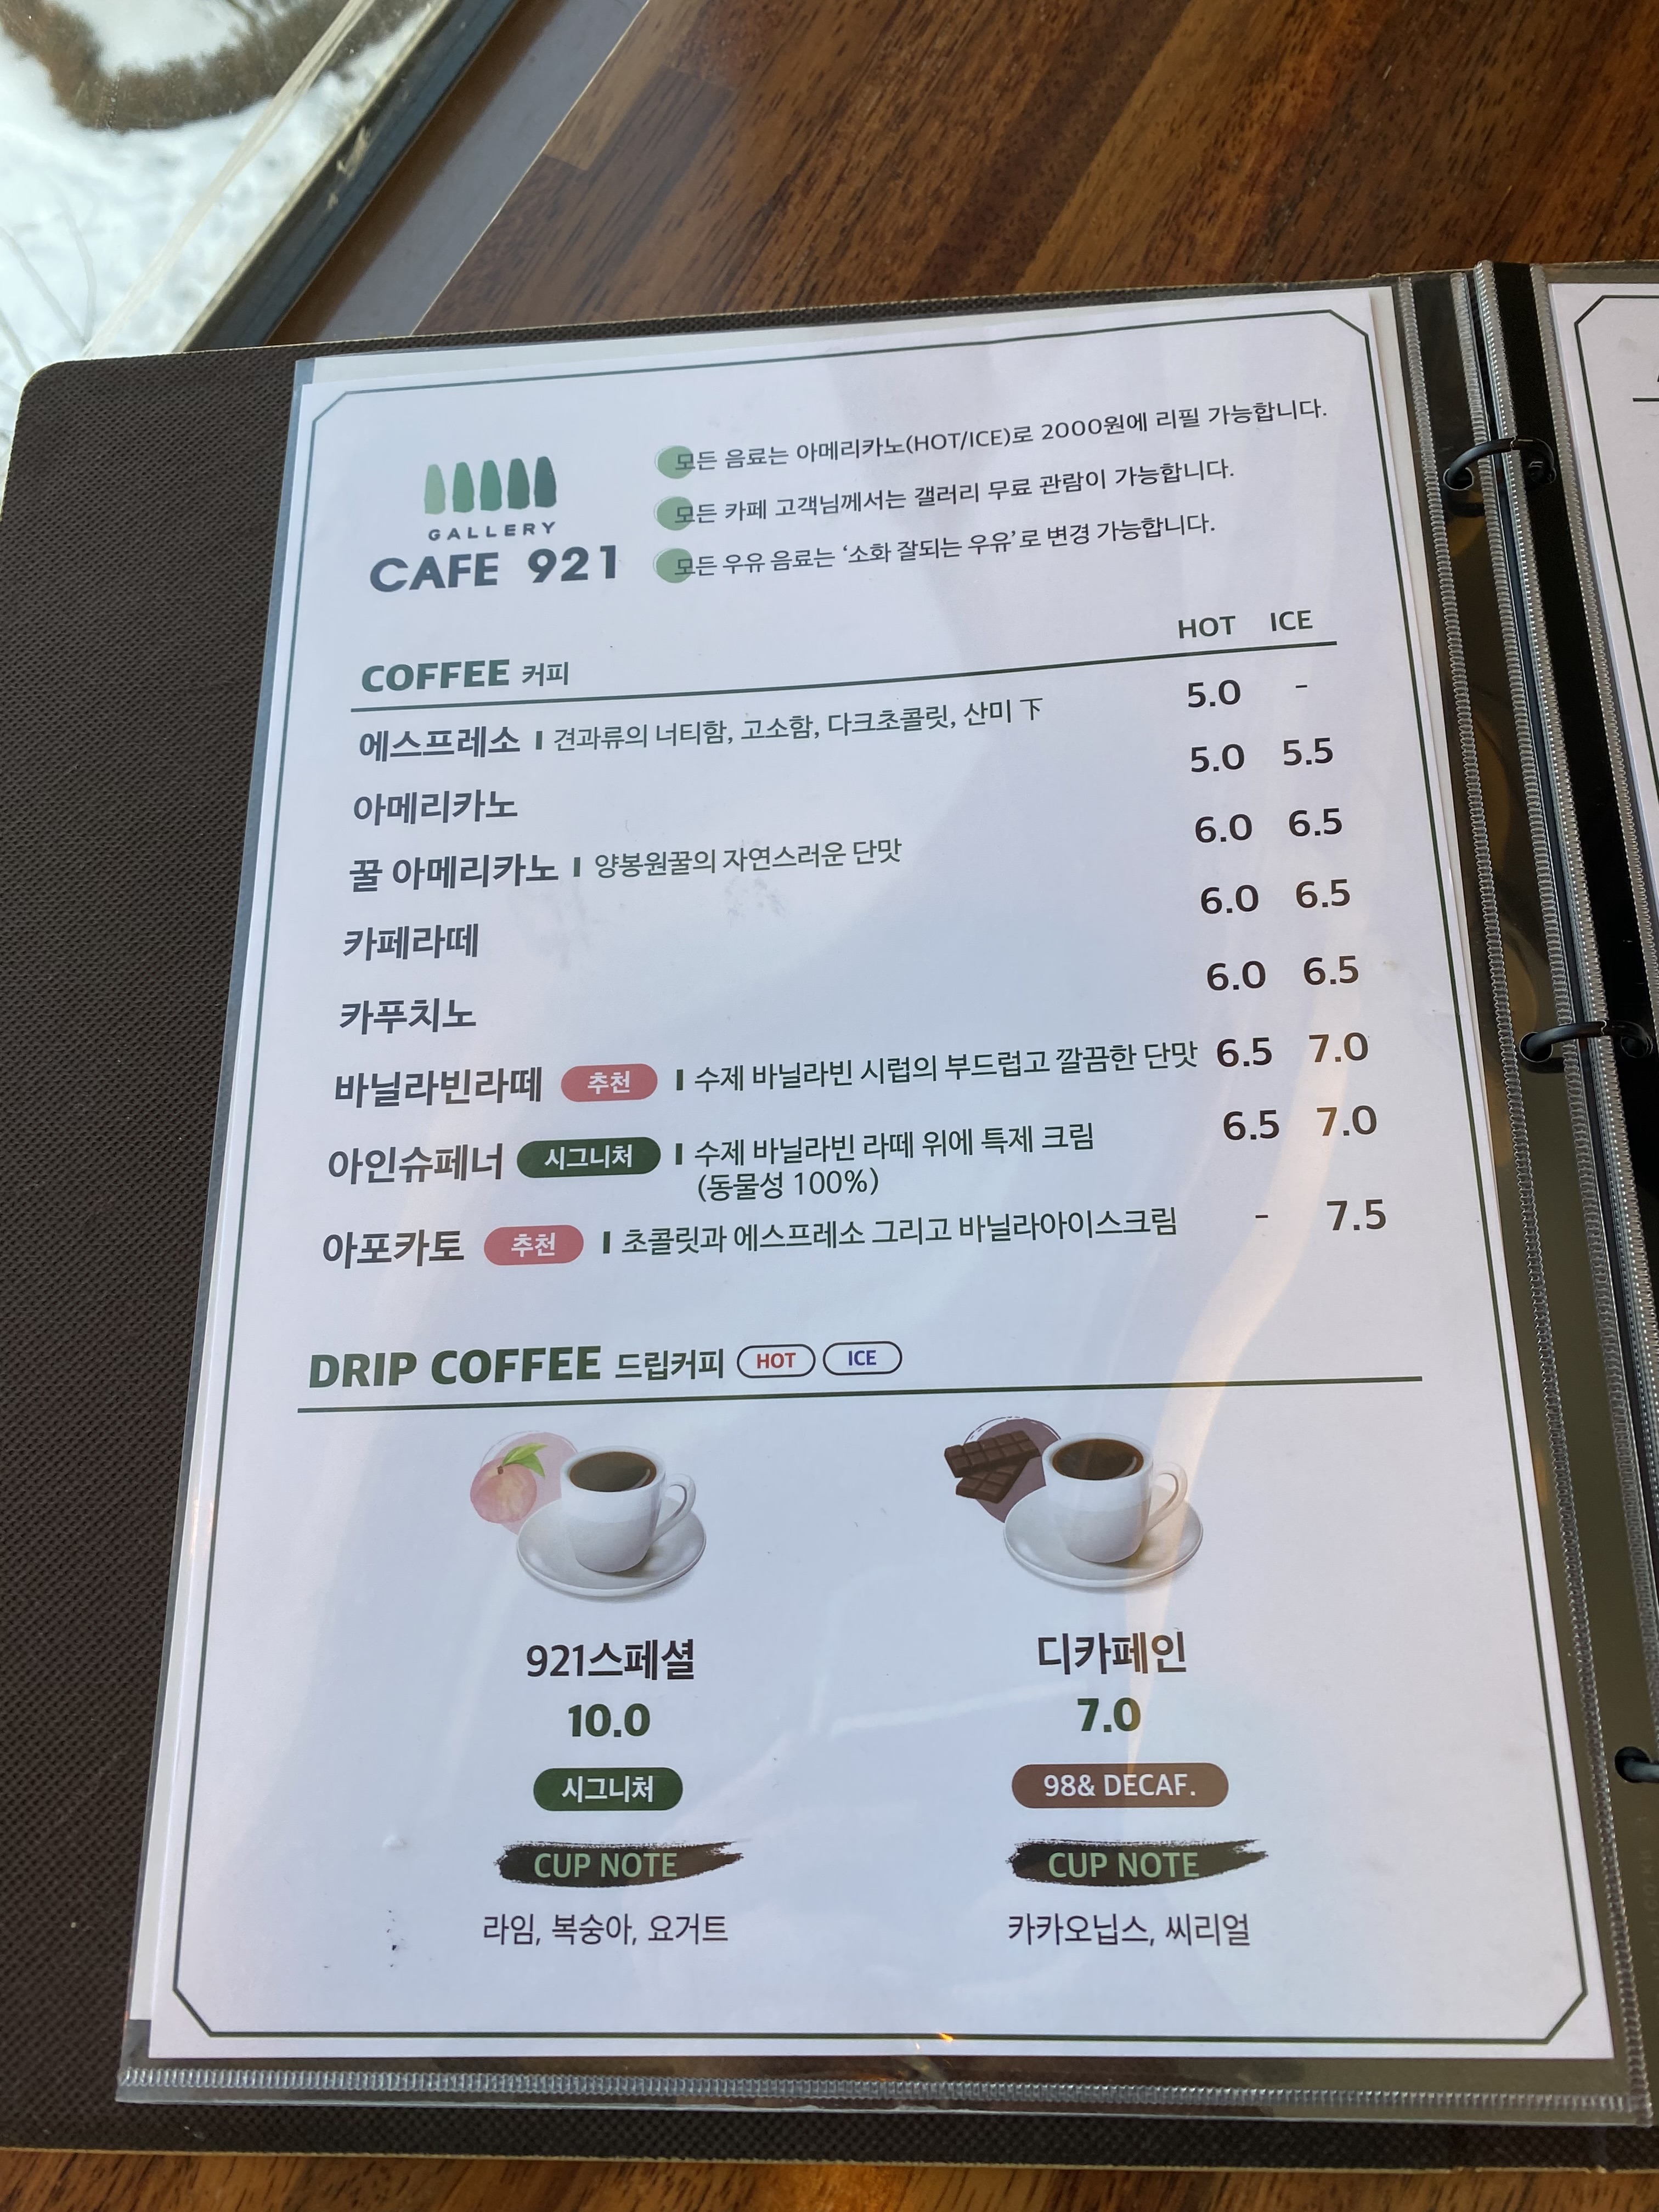 GALLERY
CAFE 921
모든 음료는 아메리카노(HOT/ICE)로 2000원에 리필 가능합니다.
모든 카페 고객님께서는 갤러리 무료 관람이 가능합니다.
모든 우유 음료는 ‘소화 잘되는 우유’로 변경 가능합니다.
HOT ICE
COFFEE 커피
에스프레소 견과류의 너티함, 고소함, 다크초콜릿, 산미 下 5.0 -
아메리카노 5.0 5.5
꿀 아메리카노 양봉원꿀의 자연스러운 단맛 6.0 6.5
카페라떼 6.0 6.5
카푸치노 6.0 6.5
바닐라빈라떼 추천 수제 바닐라빈 시럽의 부드럽고 깔끔한 단맛 6.5 7.0
아인슈페너 시그니처 수제 바닐라빈 라떼 위에 특제 크림 6.5 7.0
(동물성 100%)
아포카토 추천 초콜릿과 에스프레소 그리고 바닐라아이스크림 - 7.5
DRIP COFFEE 드립커피 HOT ICE
921스페셜
10.0
시그니처
CUP NOTE
라임, 복숭아, 요거트
디카페인
7.0
98& DECAF.
CUP NOTE
카카오닙스, 씨리얼